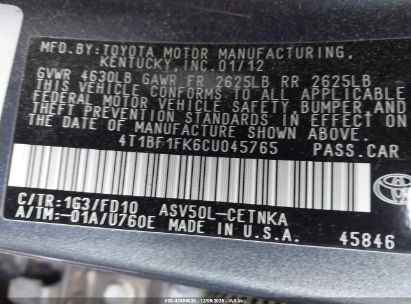 MFD. BY: TOYOTA MOTOR MANUFACTURING,
KENTUCKY, INC. 01/12
GVWR 4630LB GAWR FR 2625LB RR 2625LB
THIS VEHICLE CONFORMS TO ALL APPLICABLE
FEDERAL MOTOR VEHICLE SAFETY, BUMPER, AND
THEFT PREVENTION STANDARDS IN EFFECT ON
THE DATE OF MANUFACTURE SHOWN ABOVE.
4T1BF1FK6CU045765 PASS. CAR
C/TR: 1G3/FD10 ASV50L-CETNKA
A/TM: -01A/U760E MADE IN U.S.A.
TOYOTA
45846